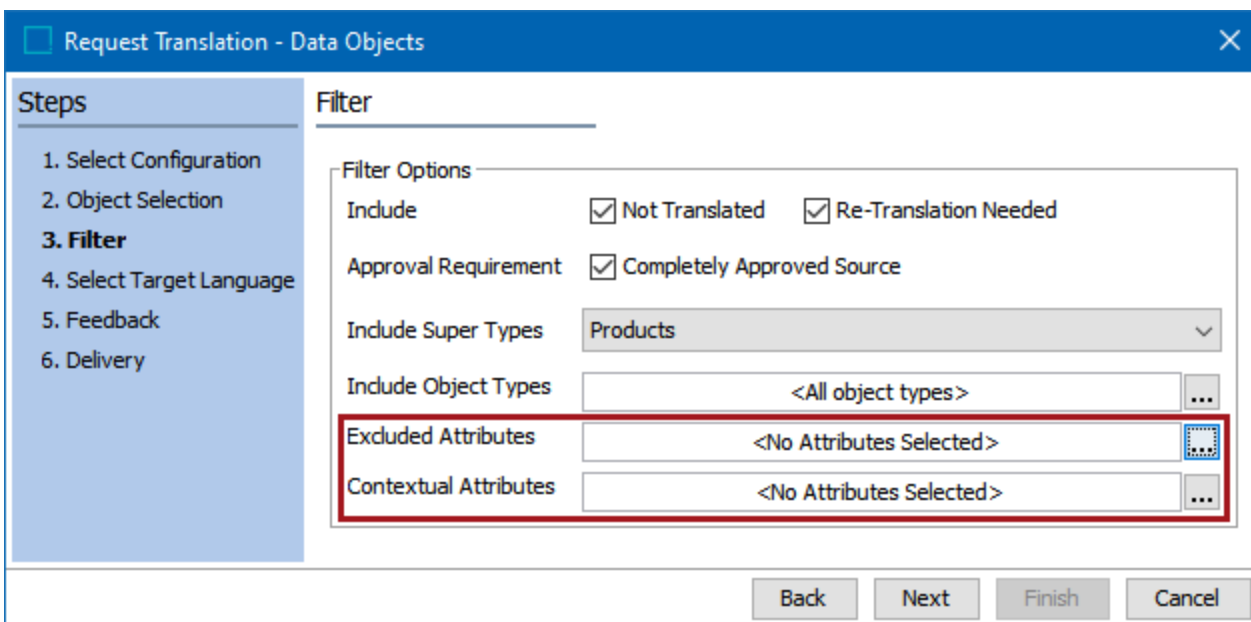 Request Translation - Data Objects
Steps
1. Select Configuration
2. Object Selection
3. Filter
4. Select Target Language
5. Feedback
6. Delivery
Filter
Filter Options
Include Not Translated Re-Translation Needed
Approval Requirement Completely Approved Source
Include Super Types Products
Include Object Types <All object types> ...
Excluded Attributes <No Attributes Selected> ...
Contextual Attributes <No Attributes Selected> ...
Back Next Finish Cancel